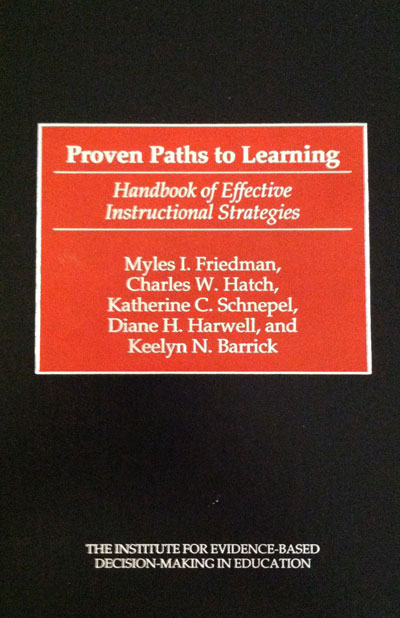 Proven Paths to Learning
Handbook of Effective
Instructional Strategies
Myles I. Friedman,
Charles W. Hatch,
Katherine C. Schnepel,
Diane H. Harwell, and
Keelyn N. Barrick
THE INSTITUTE FOR EVIDENCE-BASED
DECISION-MAKING IN EDUCATION